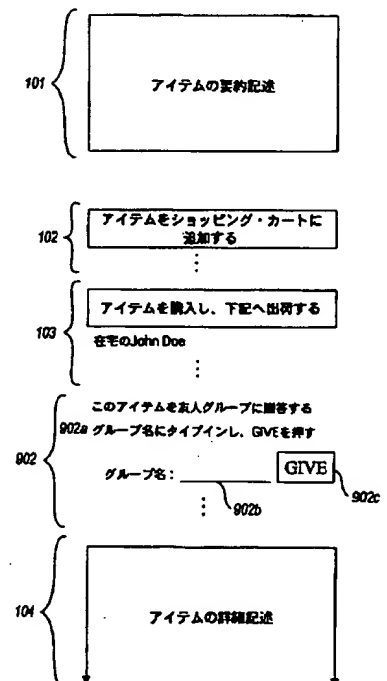 101
アイテムの要約記述
102
アイテムをショッピング・カートに
追加する
103
アイテムを購入し、下記へ出荷する
在宅のJohn Doe
902
このアイテムを友人グループに贈答する
902a グループ名にタイプインし、GIVEを押す
グループ名: GIVE
902b
902c
104
アイテムの詳細記述